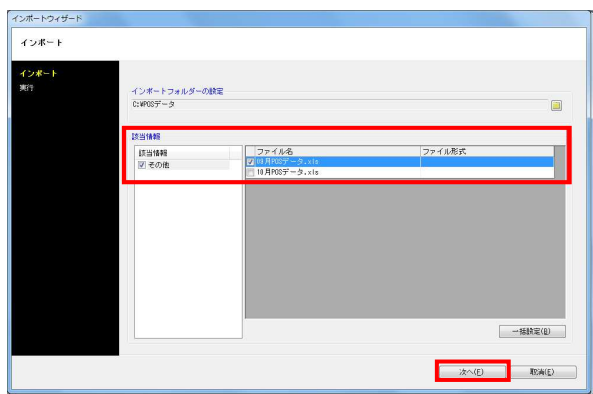 インポートウィザード
インポート
インポート
実行
インポートフォルダーの設定
C:¥POSデータ
該当情報
該当情報
ファイル名
ファイル形式
その他
09月POSデータ.xls
10月POSデータ.xls
一括設定(B)
次へ(F)
取消(E)